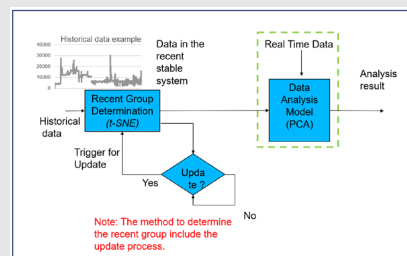 Historical data example
40000
30000
20000
10000
0
Data in the
recent
stable
system
Real Time Data
Analysis
result
Recent Group
Determination
(t-SNE)
Data
Analysis
Model
(PCA)
Historical
data
Trigger for
Update
Yes
Upda
te ?
No
Note: The method to determine
the recent group include the
update process.